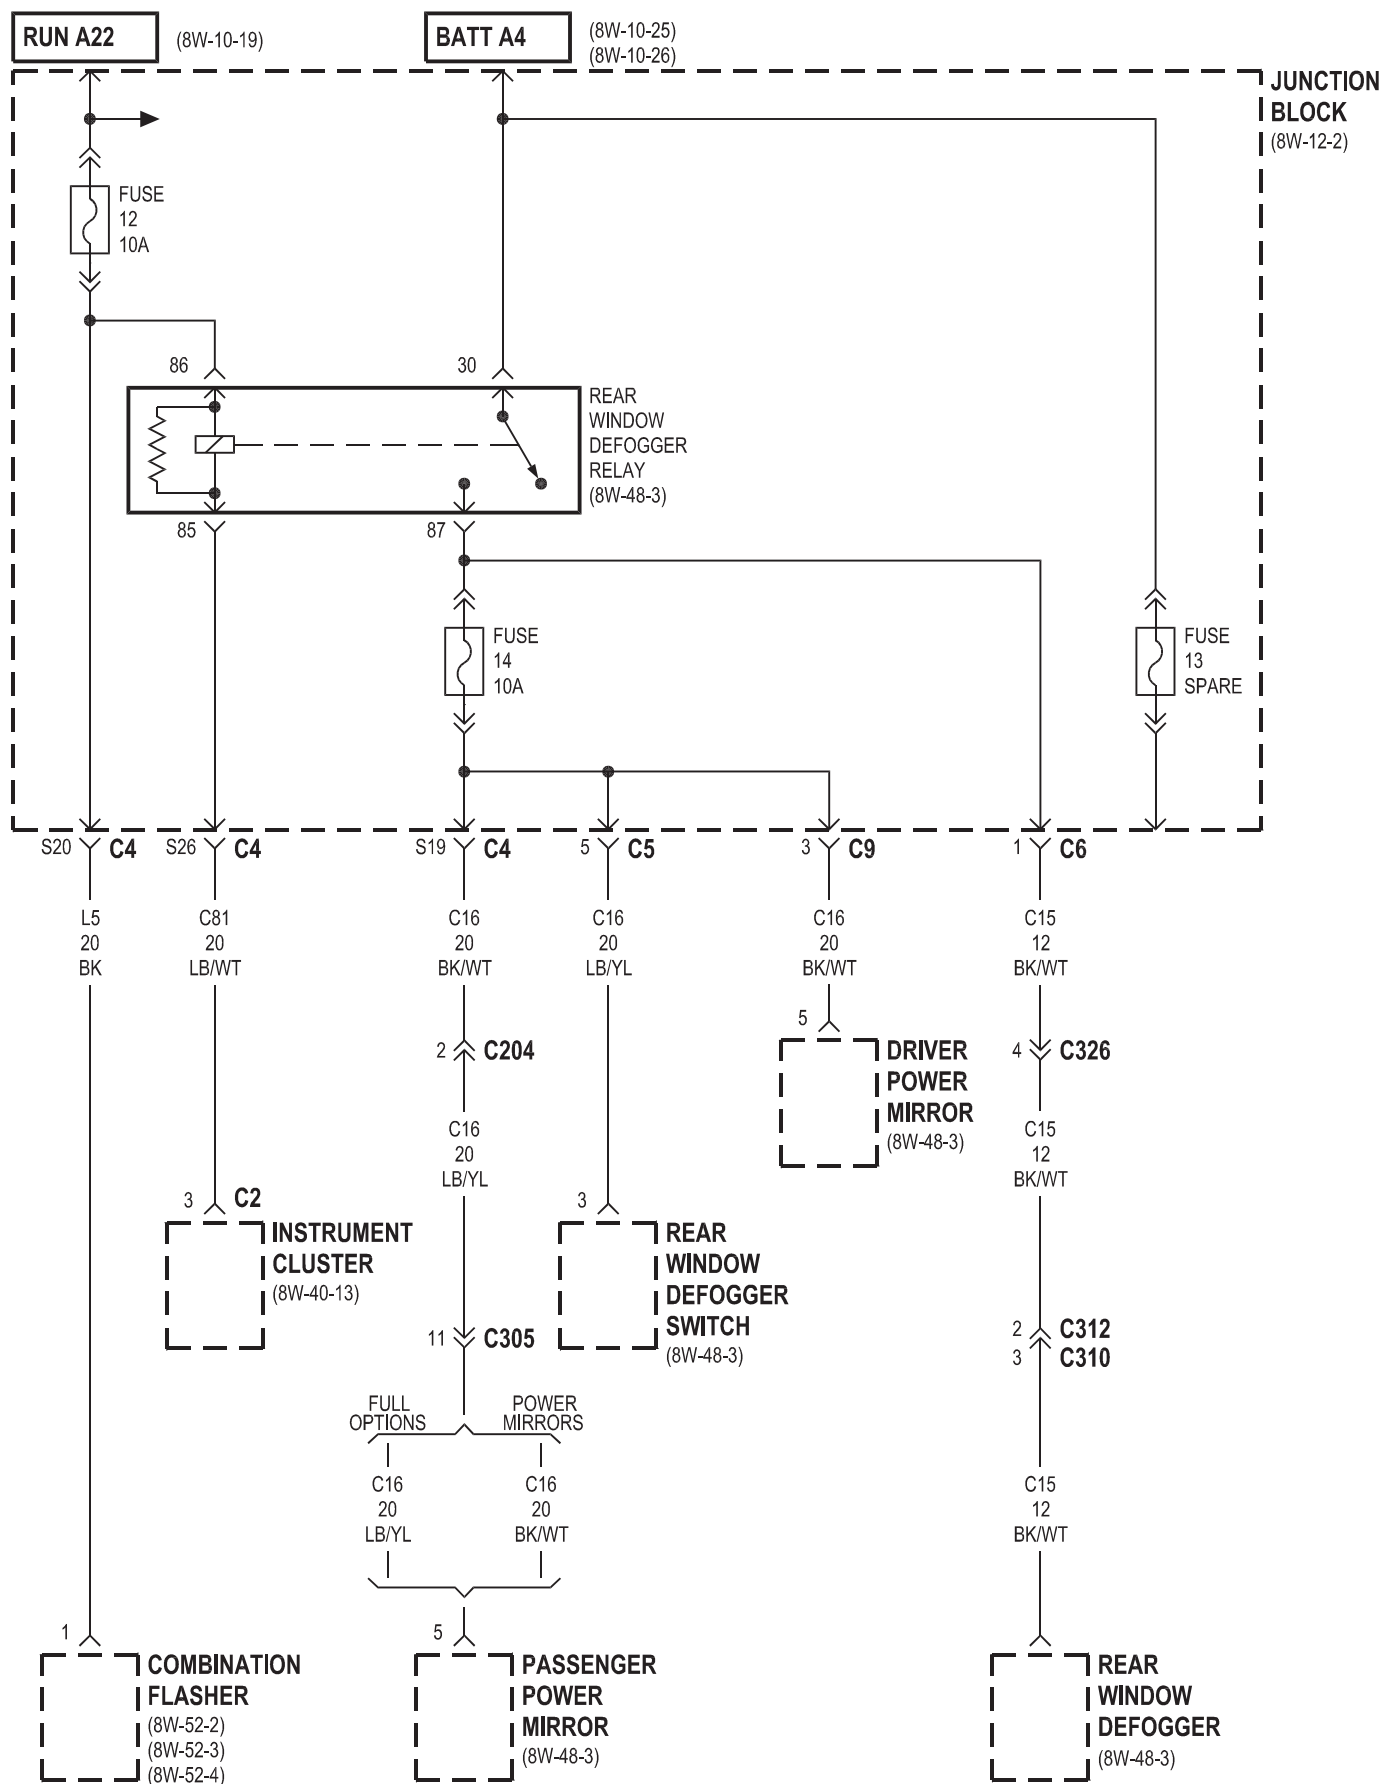 RUN A22
(8W-10-19)
BATT A4
(8W-10-25)
(8W-10-26)
JUNCTION
BLOCK
(8W-12-2)
FUSE
12
10A
86
30
REAR
WINDOW
DEFOGGER
RELAY
(8W-48-3)
85
87
FUSE
14
10A
FUSE
13
SPARE
S20 C4
S26 C4
S19 C4
5 C5
3 C9
1 C6
L5
20
BK
C81
20
LB/WT
C16
20
BK/WT
C16
20
LB/YL
C16
20
BK/WT
C15
12
BK/WT
2 C204
5
DRIVER
POWER
MIRROR
(8W-48-3)
4 C326
C16
20
LB/YL
C15
12
BK/WT
3 C2
INSTRUMENT
CLUSTER
(8W-40-13)
3
REAR
WINDOW
DEFOGGER
SWITCH
(8W-48-3)
11 C305
2 C312
3 C310
FULL
OPTIONS
POWER
MIRRORS
C16
20
LB/YL
C16
20
BK/WT
C15
12
BK/WT
1
COMBINATION
FLASHER
(8W-52-2)
(8W-52-3)
(8W-52-4)
5
PASSENGER
POWER
MIRROR
(8W-48-3)
REAR
WINDOW
DEFOGGER
(8W-48-3)